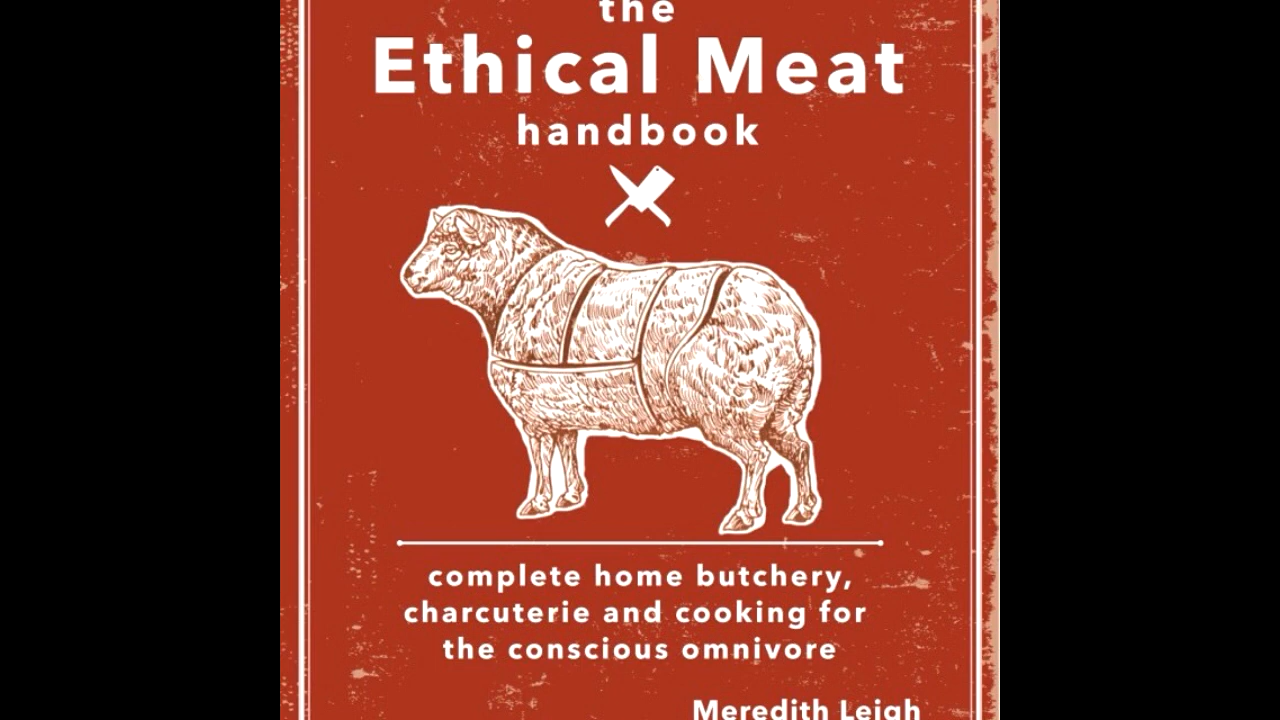 the
Ethical Meat
handbook
complete home butchery,
charcuterie and cooking for
the conscious omnivore
Meredith Leigh